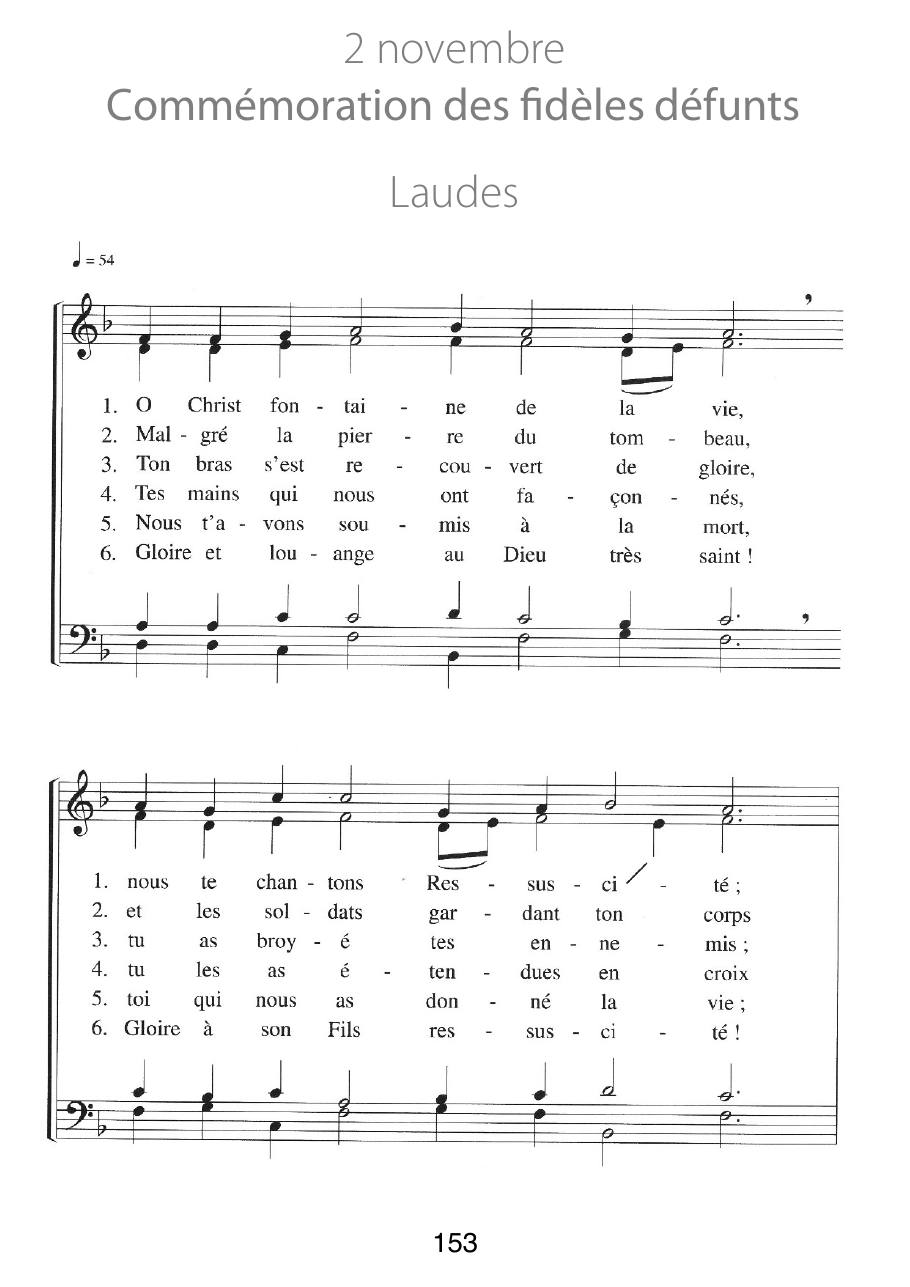 2 novembre
Commémoration des fidèles défunts
Laudes
= 54
1. O Christ fon - tai - ne de la vie,
2. Mal - gré la pier - re du tom - beau,
3. Ton bras s'est re - cou - vert de gloire,
4. Tes mains qui nous ont fa - çon - nés,
5. Nous t'a - vons sou - mis à la mort,
6. Gloire et lou - ange au Dieu très saint !
1. nous te chan - tons Res - sus - ci - té ;
2. et les sol - dats gar - dant ton corps
3. tu as broy - é tes en - ne - mis ;
4. tu les as é - ten - dues en croix
5. toi qui nous as don - né la vie ;
6. Gloire à son Fils res - sus - ci - té !
153